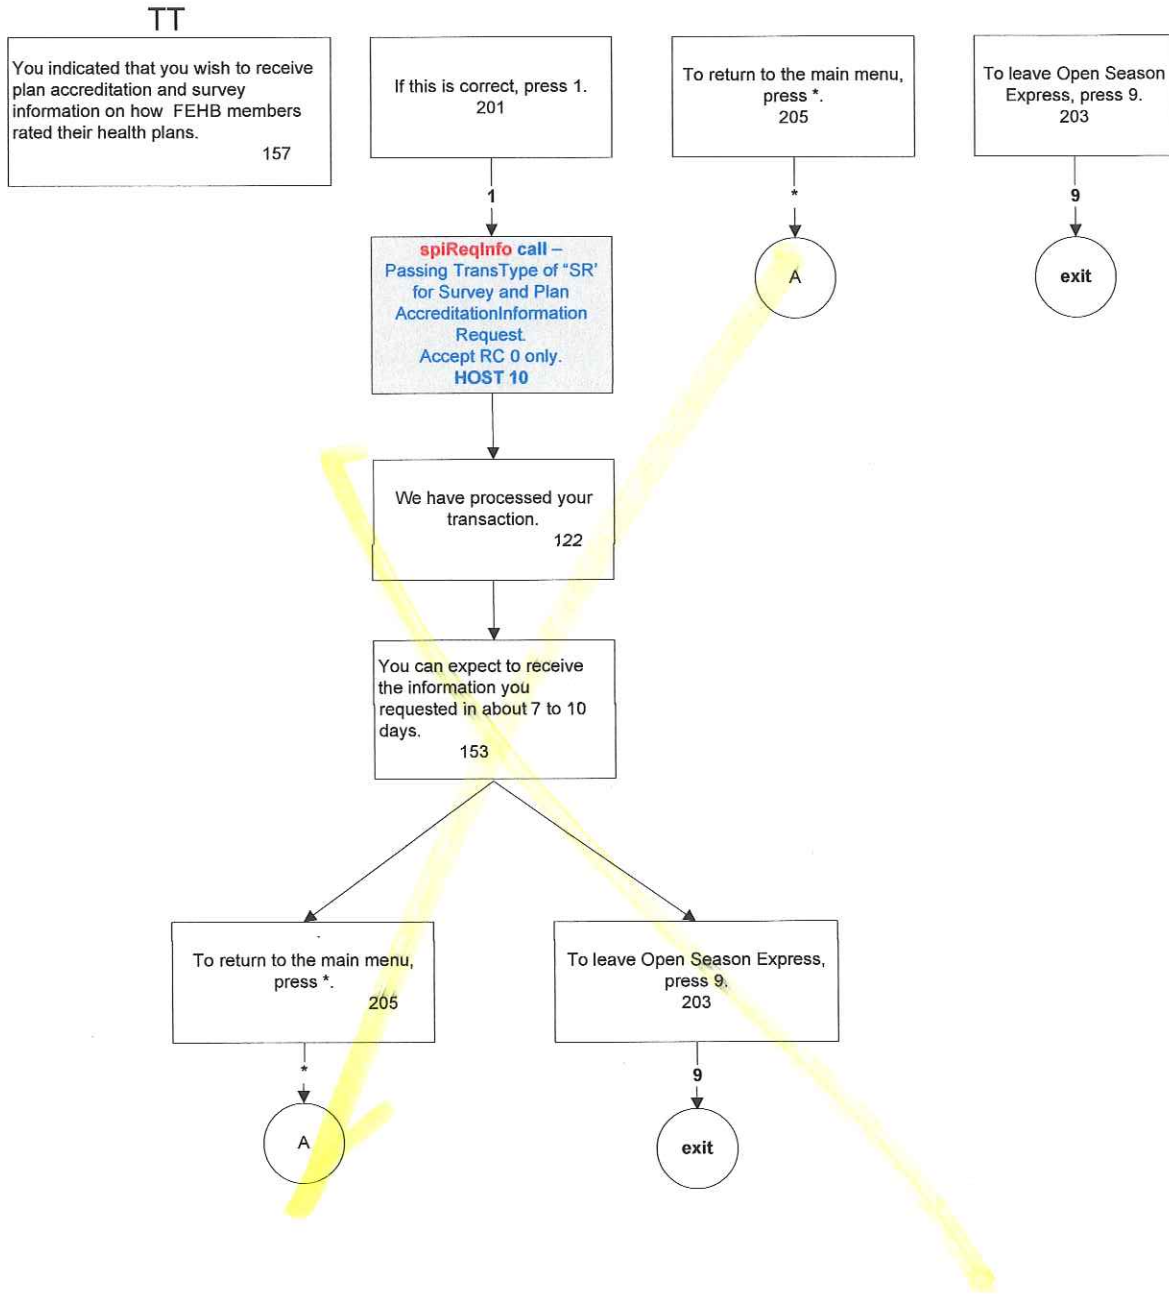 TT
You indicated that you wish to receive
plan accreditation and survey
information on how FEHB members
rated their health plans.
157
If this is correct, press 1.
201
To return to the main menu,
press *.
205
To leave Open Season
Express, press 9.
203
1
*
9
spiReqInfo call –
Passing TransType of “SR’
for Survey and Plan
AccreditationInformation
Request.
Accept RC 0 only.
HOST 10
A
exit
We have processed your
transaction.
122
You can expect to receive
the information you
requested in about 7 to 10
days.
153
To return to the main menu,
press *.
205
To leave Open Season Express,
press 9.
203
*
9
A
exit